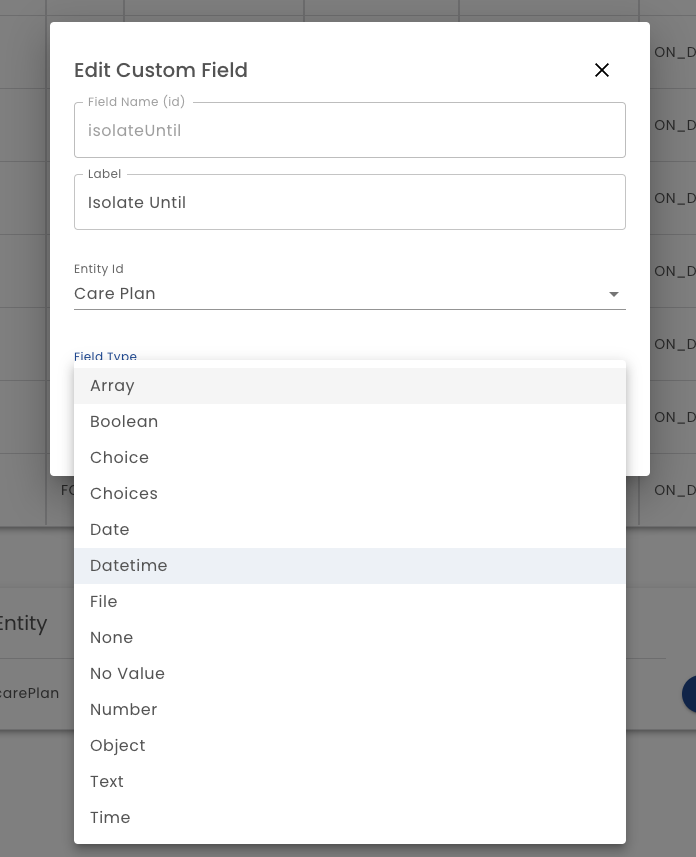 ON_D
Edit Custom Field
Field Name (id)
isolateUntil
ON_D
Label
Isolate Until
ON_D
Entity Id
Care Plan
ON_D
ON_D
Field Type
Array
Boolean
ON_D
Choice
Choices
FO
ON_D
Date
Datetime
File
Entity
None
No Value
carePlan
Number
Object
Text
Time